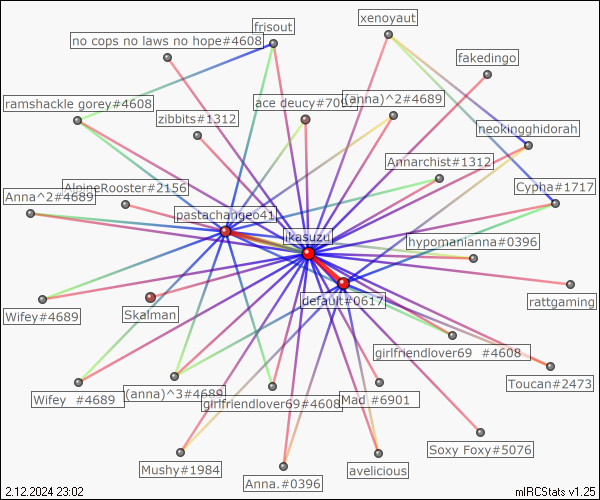 frisout
xenoyaut
no cops no laws no hope#4608
fakedingo
ramshackle gorey#4608
ace deucy#709
(anna)^2#4689
zibbits#1312
neokingghidorah
Annarchist#1312
AlpineRooster#2156
Anna^2#4689
Cypha#1717
pastachange041
ikasuzu
hypomanianna#0396
rattgaming
default#0617
Wifey#4689
Skalman
girlfriendlover69 #4608
Toucan#2473
Wifey #4689
(anna)^3#4689
girlfriendlover69#4608
Mad #6901
Soxy Foxy#5076
Mushy#1984
Anna.#0396
avelicious
2.12.2024 23:02
mIRCStats v1.25